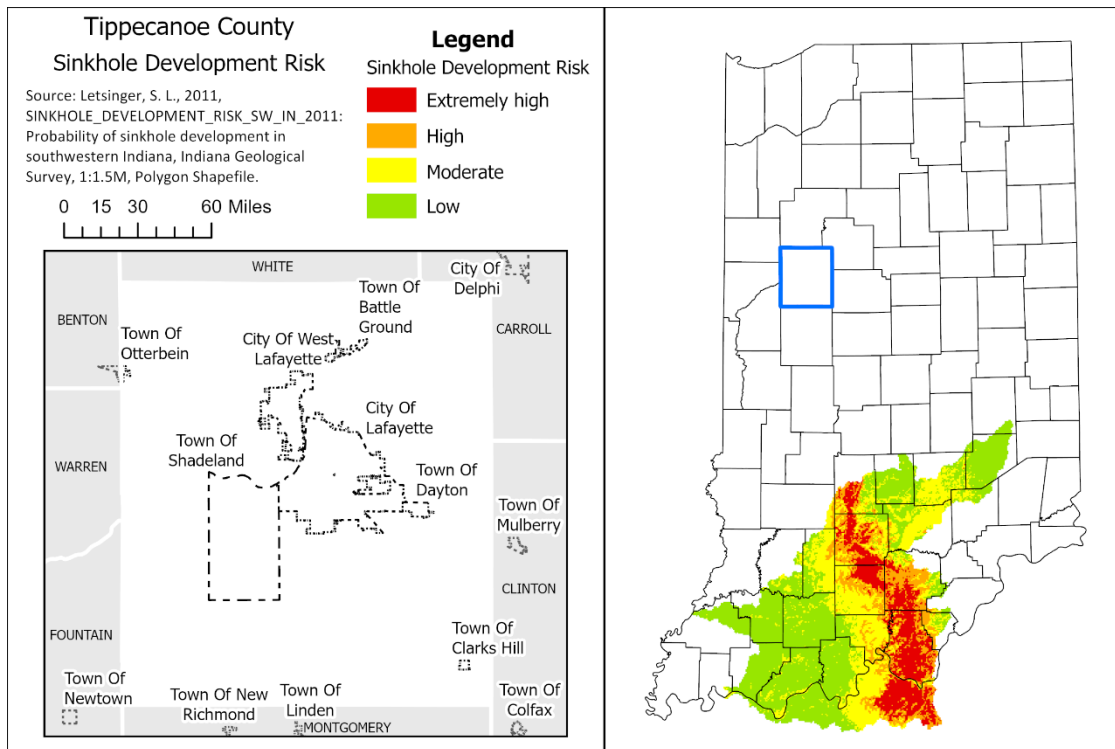 Tippecanoe County
Sinkhole Development Risk
Source: Letsinger, S. L., 2011,
SINKHOLE_DEVELOPMENT_RISK_SW_IN_2011:
Probability of sinkhole development in
southwestern Indiana, Indiana Geological
Survey, 1:1.5M, Polygon Shapefile.
0 15 30 60 Miles
Legend
Sinkhole Development Risk
Extremely high
High
Moderate
Low
WHITE
City Of
Delphi
Town Of
Battle
Ground
BENTON
CARROLL
Town Of
Otterbein
City Of West
Lafayette
City Of
Lafayette
Town Of
Shadeland
WARREN
Town Of
Dayton
Town Of
Mulberry
CLINTON
FOUNTAIN
Town Of
Clarks Hill
Town Of
Newtown
Town Of New
Richmond
Town Of
Linden
MONTGOMERY
Town Of
Colfax